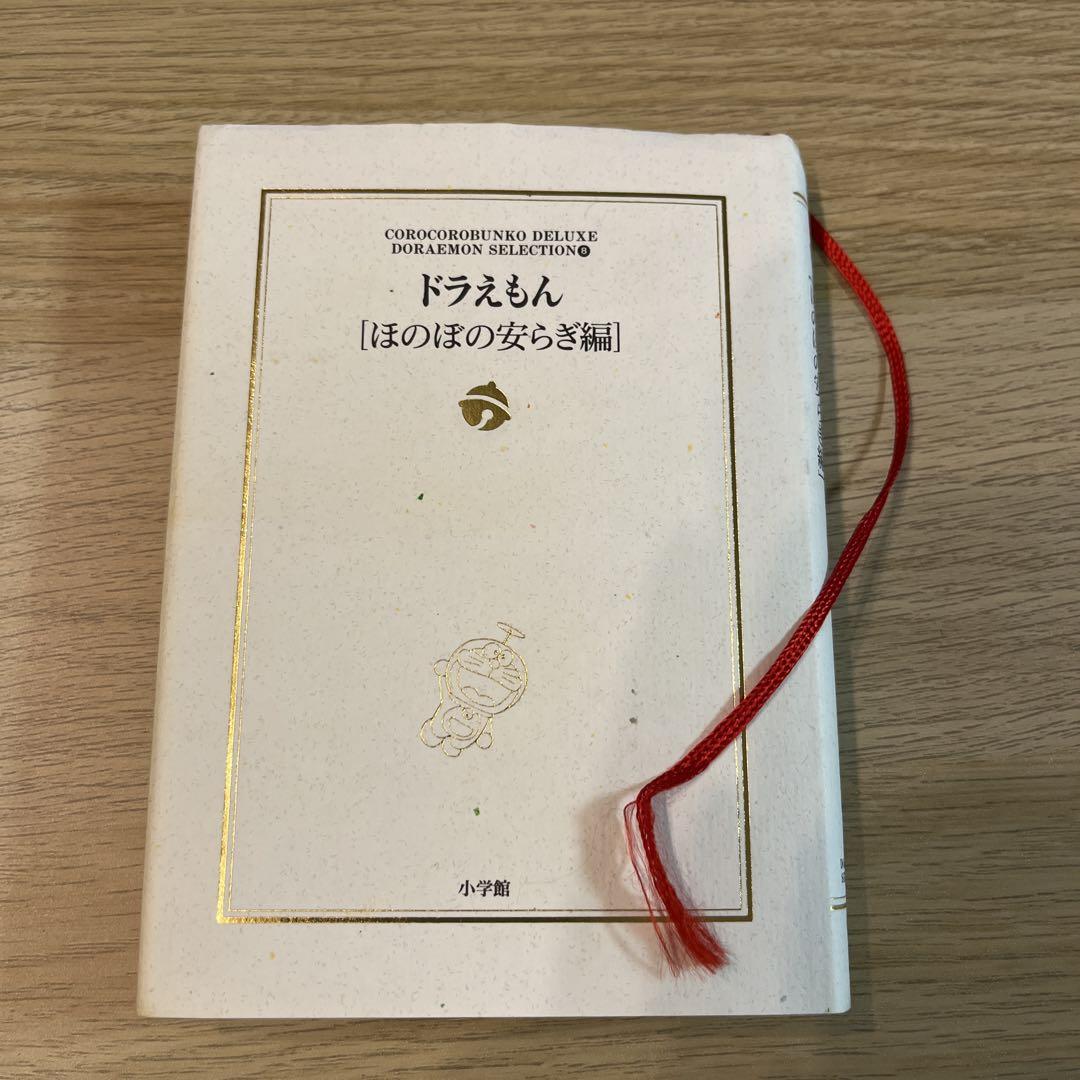 COROCOROBUNKO DELUXE
DORAEMON SELECTION❽
ドラえもん
[ほのぼの安らぎ編]
小学館